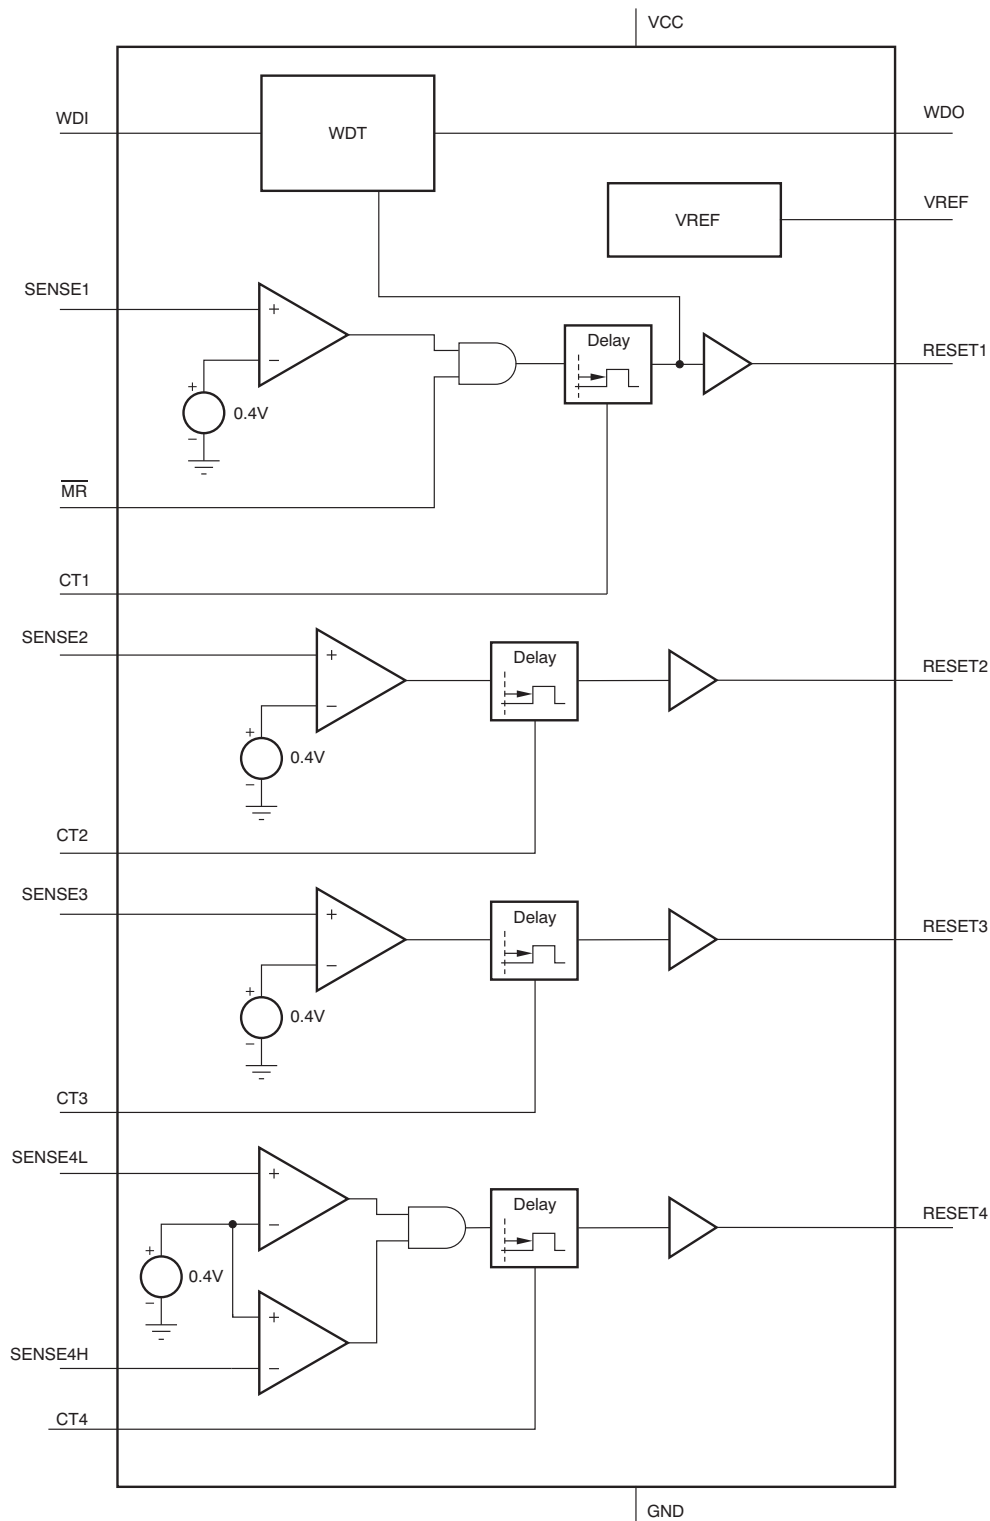 VCC
WDI
WDT
WDO
VREF
VREF
SENSE1
+
−
Delay
RESET1
+
0.4V
−
MR
CT1
SENSE2
+
Delay
RESET2
−
+
0.4V
−
CT2
SENSE3
+
Delay
RESET3
−
+
0.4V
−
CT3
SENSE4L
+
Delay
RESET4
−
+
0.4V
−
+
SENSE4H
−
CT4
GND